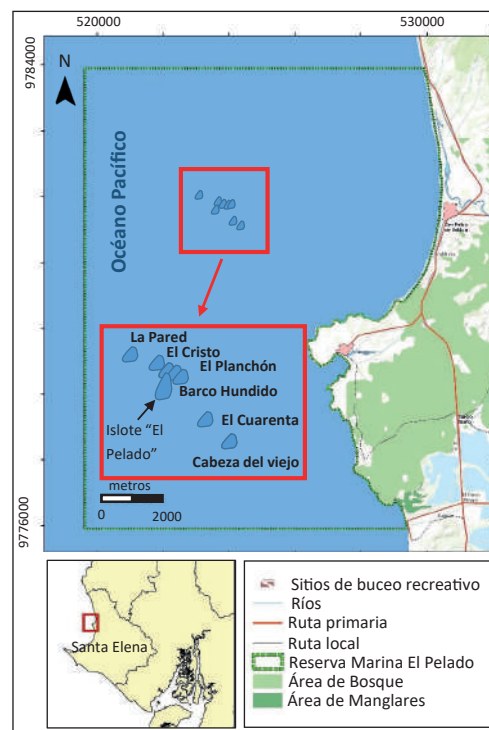 520000 530000
9784000
N
Océano Pacífico
La Pared
El Cristo
El Planchón
Barco Hundido
El Cuarenta
Islote “El
Pelado”
Cabeza del viejo
metros
0 2000
9776000
Santa Elena
Sitios de buceo recreativo
Ríos
Ruta primaria
Ruta local
Reserva Marina El Pelado
Área de Bosque
Área de Manglares